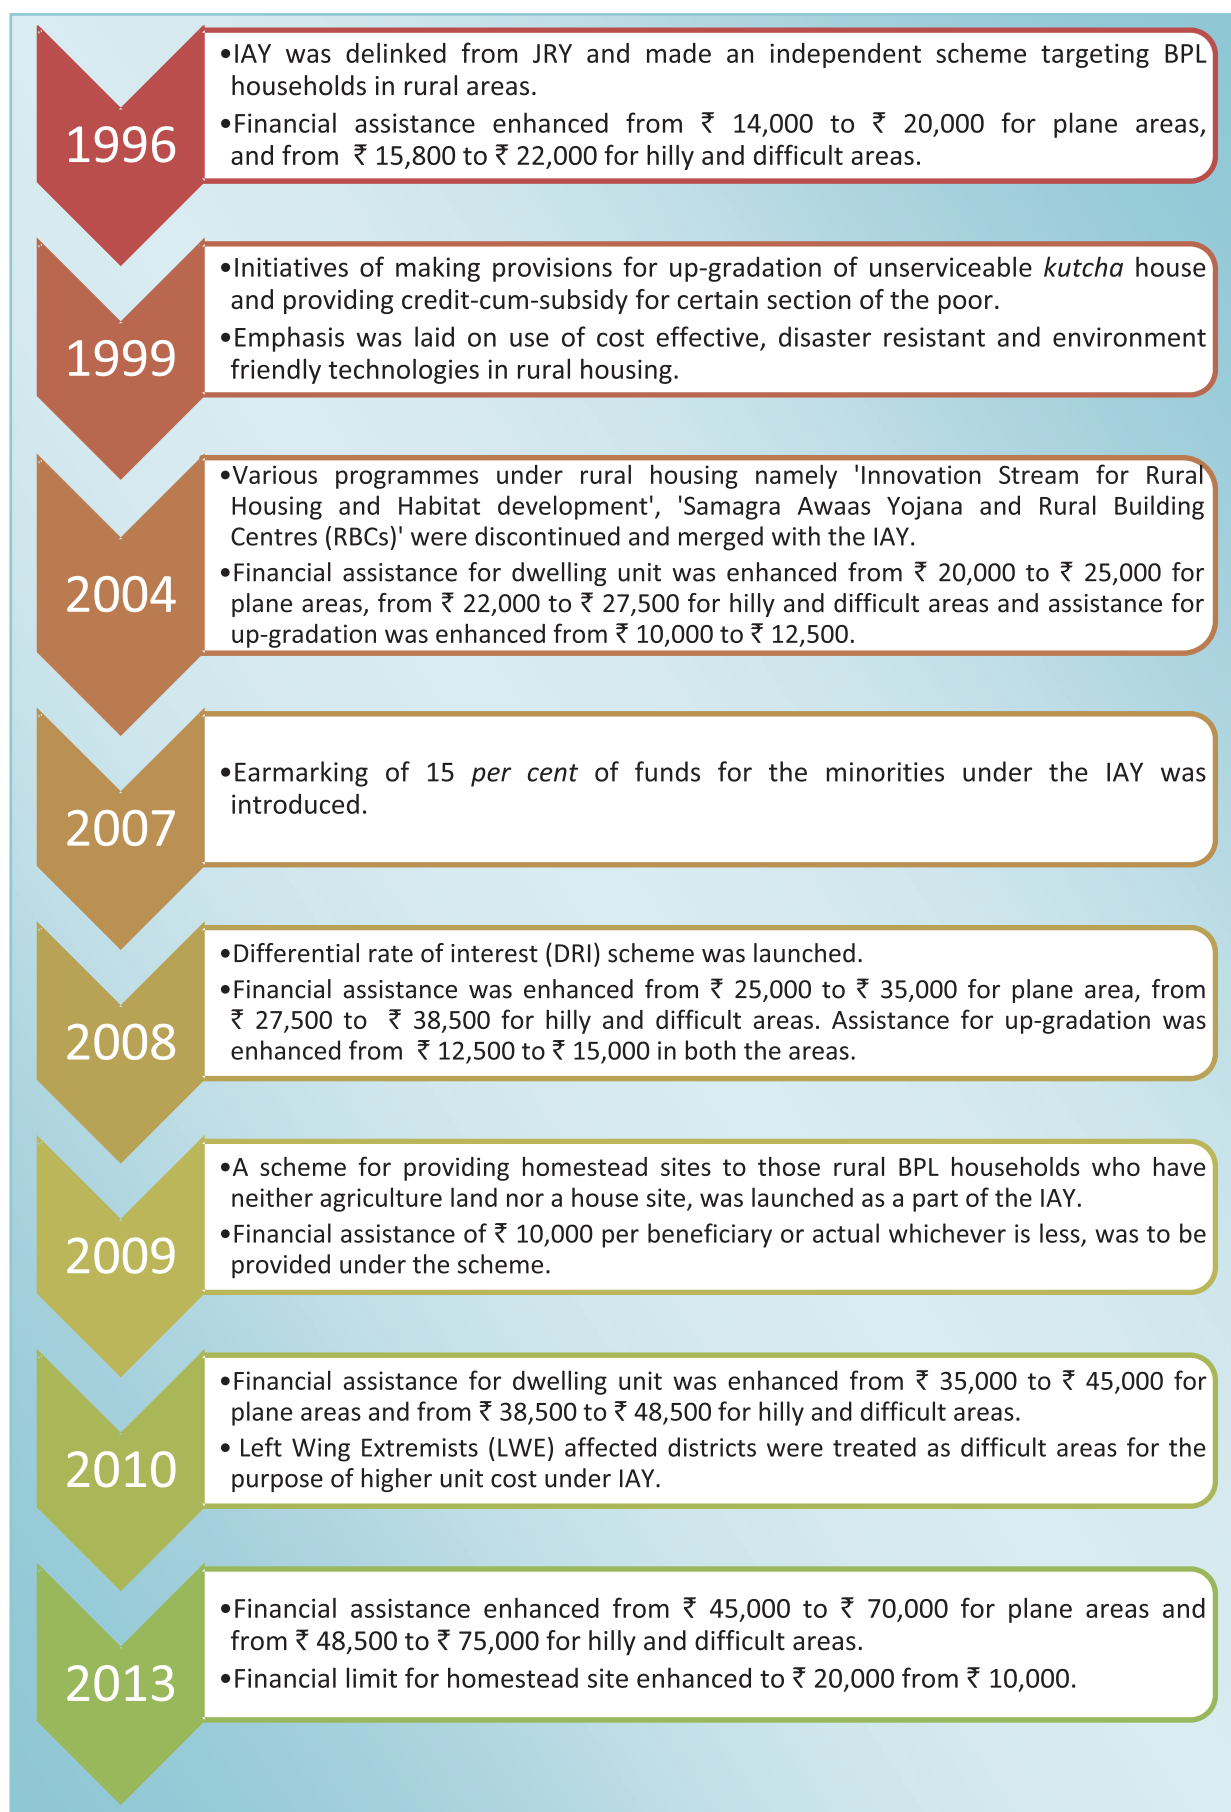 1996
•IAY was delinked from JRY and made an independent scheme targeting BPL
households in rural areas.
•Financial assistance enhanced from ₹ 14,000 to ₹ 20,000 for plane areas,
and from ₹ 15,800 to ₹ 22,000 for hilly and difficult areas.
1999
•Initiatives of making provisions for up-gradation of unserviceable kutcha house
and providing credit-cum-subsidy for certain section of the poor.
•Emphasis was laid on use of cost effective, disaster resistant and environment
friendly technologies in rural housing.
2004
•Various programmes under rural housing namely 'Innovation Stream for Rural
Housing and Habitat development', 'Samagra Awaas Yojana and Rural Building
Centres (RBCs)' were discontinued and merged with the IAY.
•Financial assistance for dwelling unit was enhanced from ₹ 20,000 to ₹ 25,000 for
plane areas, from ₹ 22,000 to ₹ 27,500 for hilly and difficult areas and assistance for
up-gradation was enhanced from ₹ 10,000 to ₹ 12,500.
2007
•Earmarking of 15 per cent of funds for the minorities under the IAY was
introduced.
2008
•Differential rate of interest (DRI) scheme was launched.
•Financial assistance was enhanced from ₹ 25,000 to ₹ 35,000 for plane area, from
₹ 27,500 to ₹ 38,500 for hilly and difficult areas. Assistance for up-gradation was
enhanced from ₹ 12,500 to ₹ 15,000 in both the areas.
2009
•A scheme for providing homestead sites to those rural BPL households who have
neither agriculture land nor a house site, was launched as a part of the IAY.
•Financial assistance of ₹ 10,000 per beneficiary or actual whichever is less, was to be
provided under the scheme.
2010
•Financial assistance for dwelling unit was enhanced from ₹ 35,000 to ₹ 45,000 for
plane areas and from ₹ 38,500 to ₹ 48,500 for hilly and difficult areas.
• Left Wing Extremists (LWE) affected districts were treated as difficult areas for the
purpose of higher unit cost under IAY.
2013
•Financial assistance enhanced from ₹ 45,000 to ₹ 70,000 for plane areas and
from ₹ 48,500 to ₹ 75,000 for hilly and difficult areas.
•Financial limit for homestead site enhanced to ₹ 20,000 from ₹ 10,000.